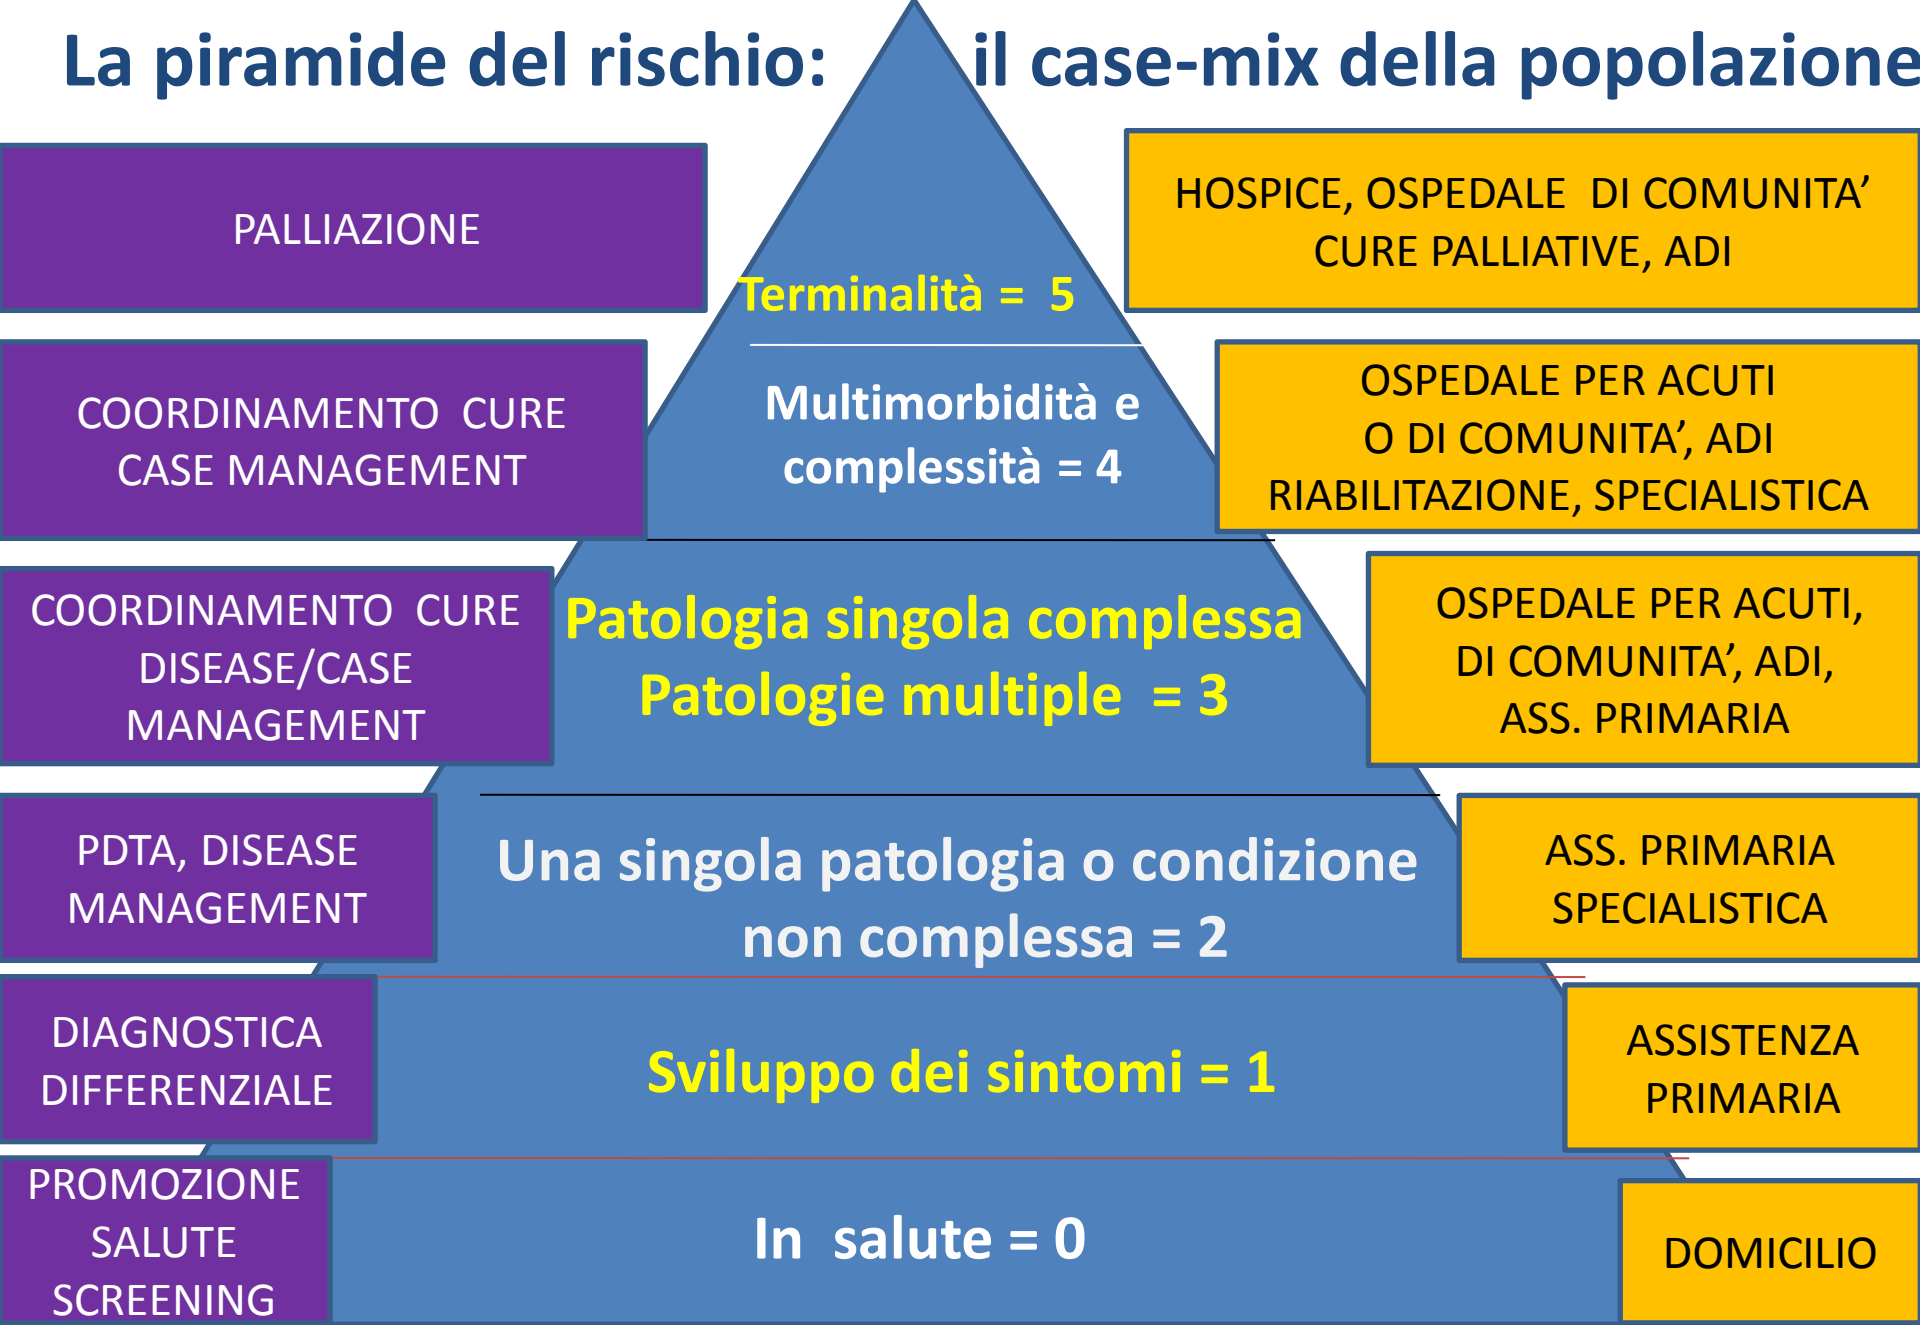 La piramide del rischio: il case-mix della popolazione
PALLIAZIONE
Terminalità = 5
HOSPICE, OSPEDALE DI COMUNITA’
CURE PALLIATIVE, ADI
COORDINAMENTO CURE
CASE MANAGEMENT
Multimorbidità e
complessità = 4
OSPEDALE PER ACUTI
O DI COMUNITA’, ADI
RIABILITAZIONE, SPECIALISTICA
COORDINAMENTO CURE
DISEASE/CASE
MANAGEMENT
Patologia singola complessa
Patologie multiple = 3
OSPEDALE PER ACUTI,
DI COMUNITA’, ADI,
ASS. PRIMARIA
PDTA, DISEASE
MANAGEMENT
Una singola patologia o condizione
non complessa = 2
ASS. PRIMARIA
SPECIALISTICA
DIAGNOSTICA
DIFFERENZIALE
Sviluppo dei sintomi = 1
ASSISTENZA
PRIMARIA
PROMOZIONE
SALUTE
SCREENING
In salute = 0
DOMICILIO